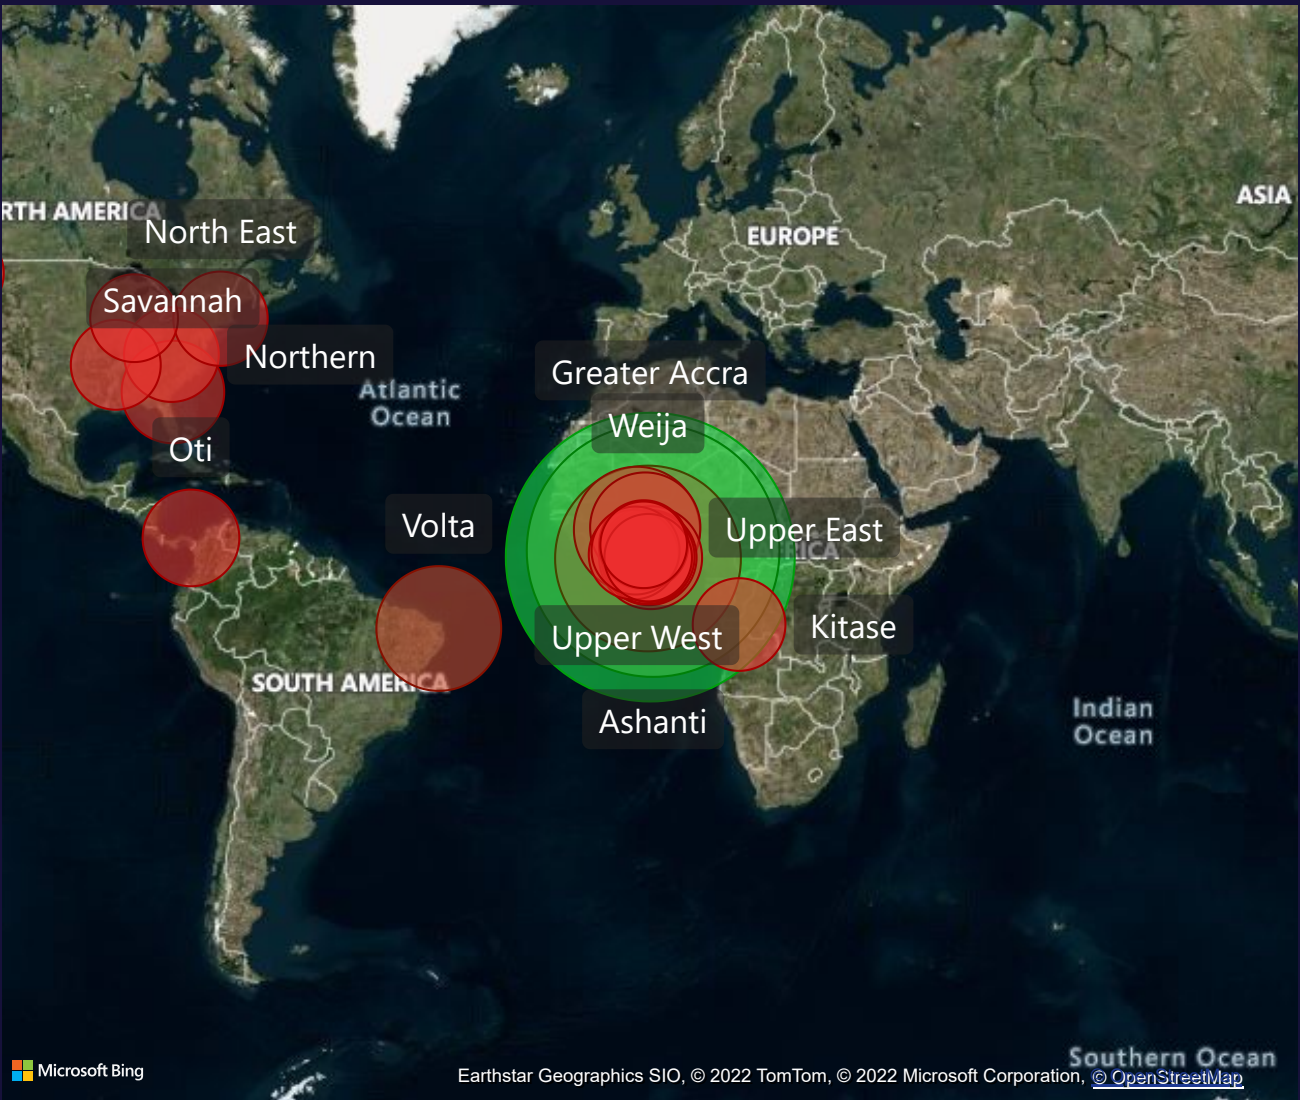 ASIA
RTH AMERICA
North East
EUROPE
Savannah
Northern
Greater Accra
Atlantic
Ocean
Weija
Oti
Volta
Upper East
RICA
Kitase
Upper West
SOUTH AMERICA
Ashanti
Indian
Ocean
Southern Ocean
Microsoft Bing
Earthstar Geographics SIO, © 2022 TomTom, © 2022 Microsoft Corporation, © OpenStreetMap